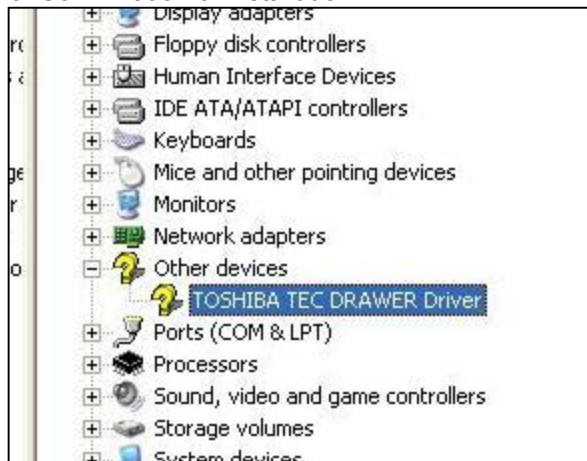 Display adapters
Floppy disk controllers
Human Interface Devices
IDE ATA/ATAPI controllers
Keyboards
Mice and other pointing devices
Monitors
Network adapters
Other devices
TOSHIBA TEC DRAWER Driver
Ports (COM & LPT)
Processors
Sound, video and game controllers
Storage volumes
System devices